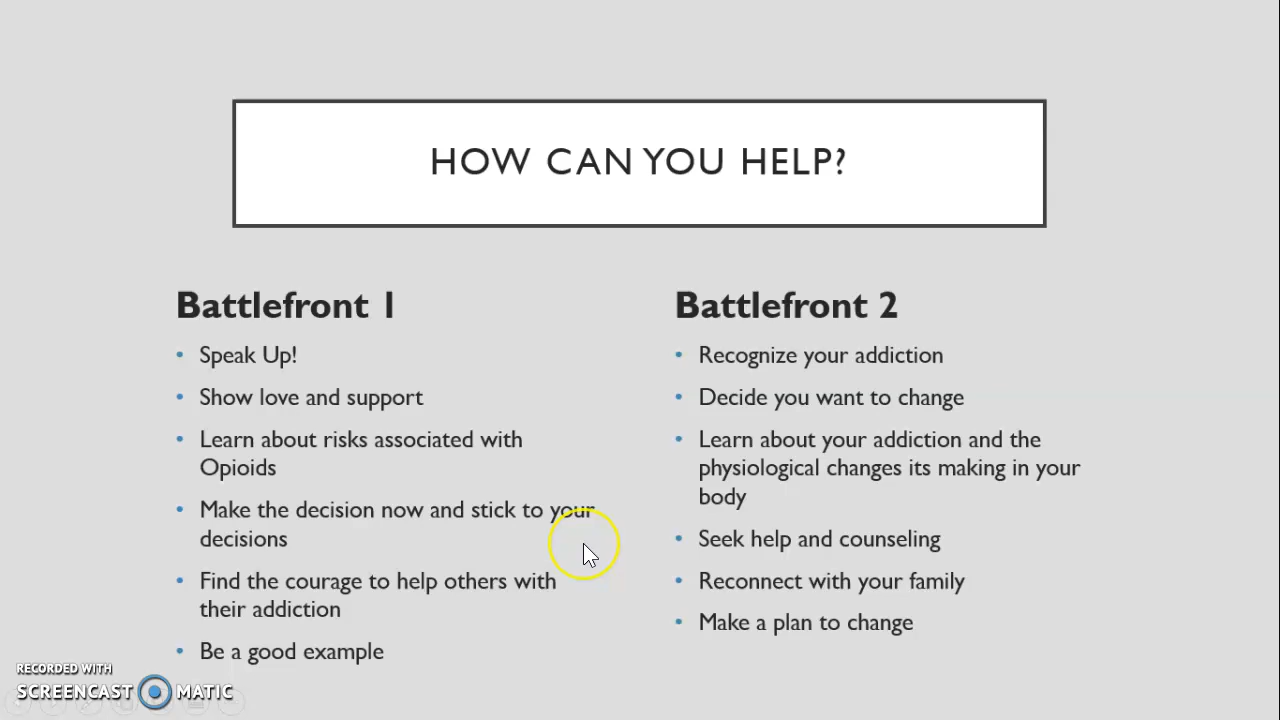 HOW CAN YOU HELP?
Battlefront 1
Speak Up!
Show love and support
Learn about risks associated with
Opioids
Make the decision now and stick to your
decisions
Find the courage to help others with
their addiction
Be a good example
Battlefront 2
Recognize your addiction
Decide you want to change
Learn about your addiction and the
physiological changes its making in your
body
Seek help and counseling
Reconnect with your family
Make a plan to change
RECORDED WITH
SCREENCAST MATIC